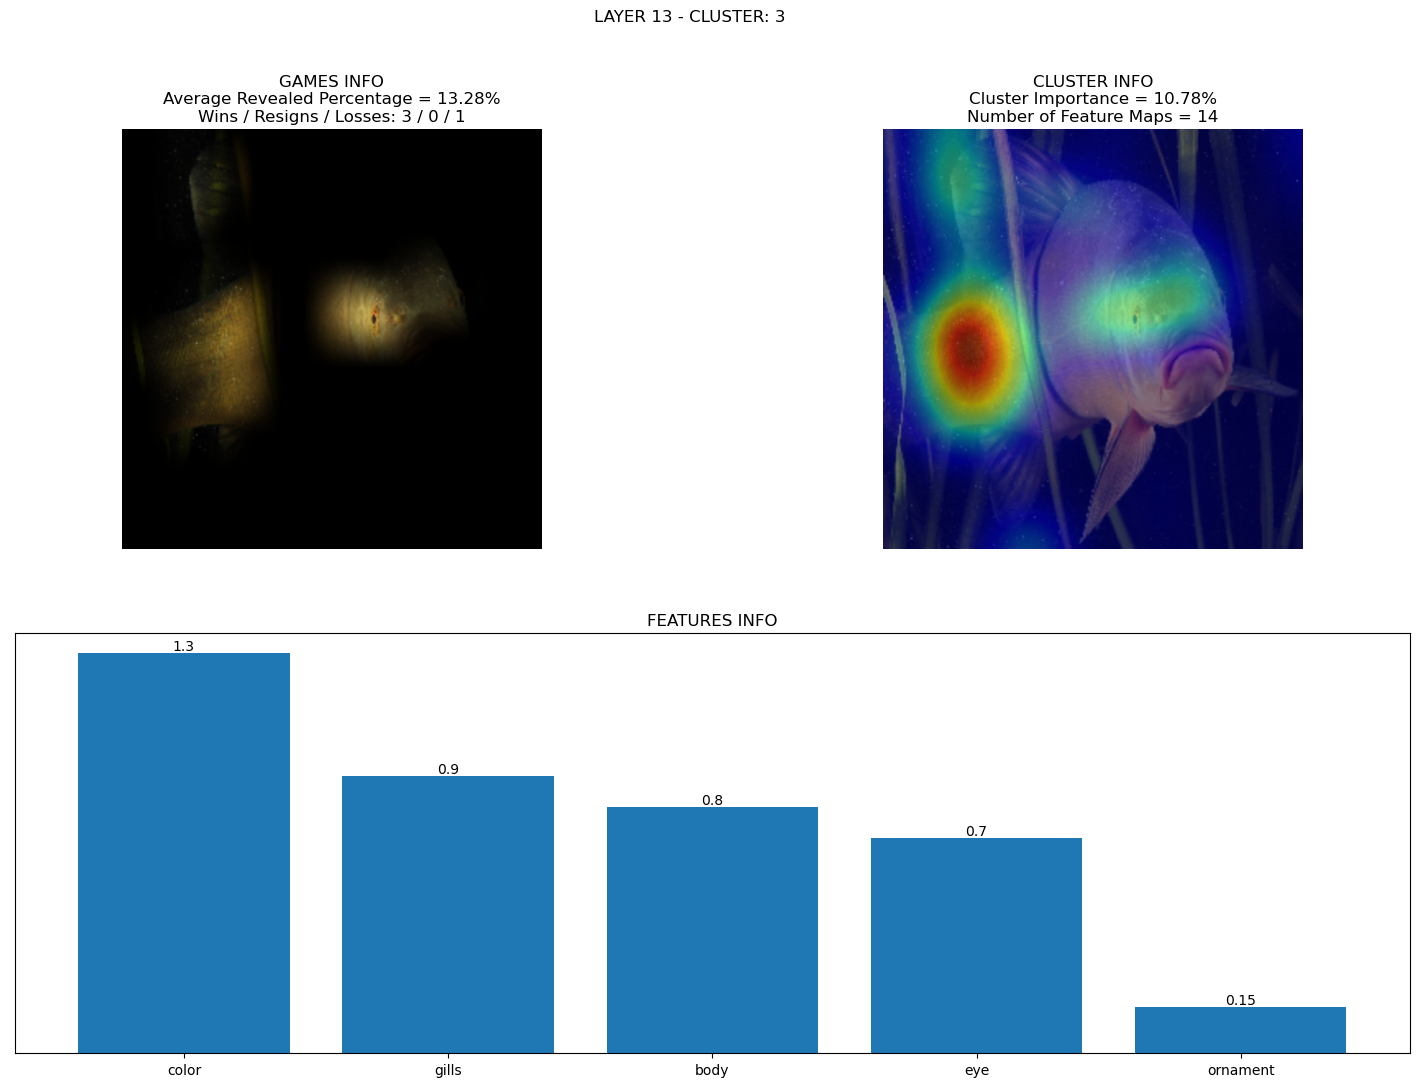 LAYER 13 - CLUSTER: 3
GAMES INFO
Average Revealed Percentage = 13.28%
Wins / Resigns / Losses: 3 / 0 / 1
CLUSTER INFO
Cluster Importance = 10.78%
Number of Feature Maps = 14
FEATURES INFO
1.3
0.9
0.8
0.7
0.15
color
gills
body
eye
ornament